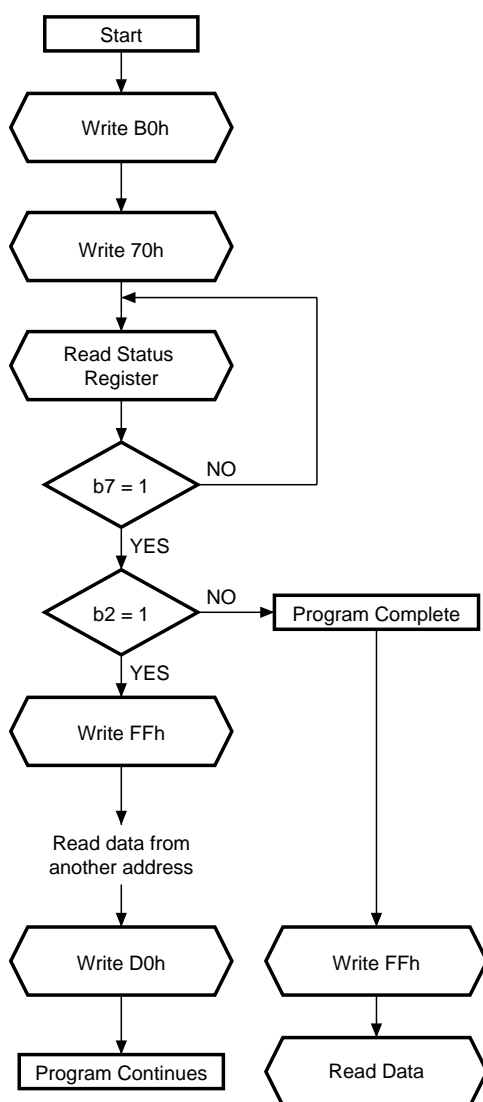 Start
Write B0h
Write 70h
Read Status
Register
NO
b7 = 1
YES
NO
b2 = 1
Program Complete
YES
Write FFh
Read data from
another address
Write D0h
Write FFh
Program Continues
Read Data